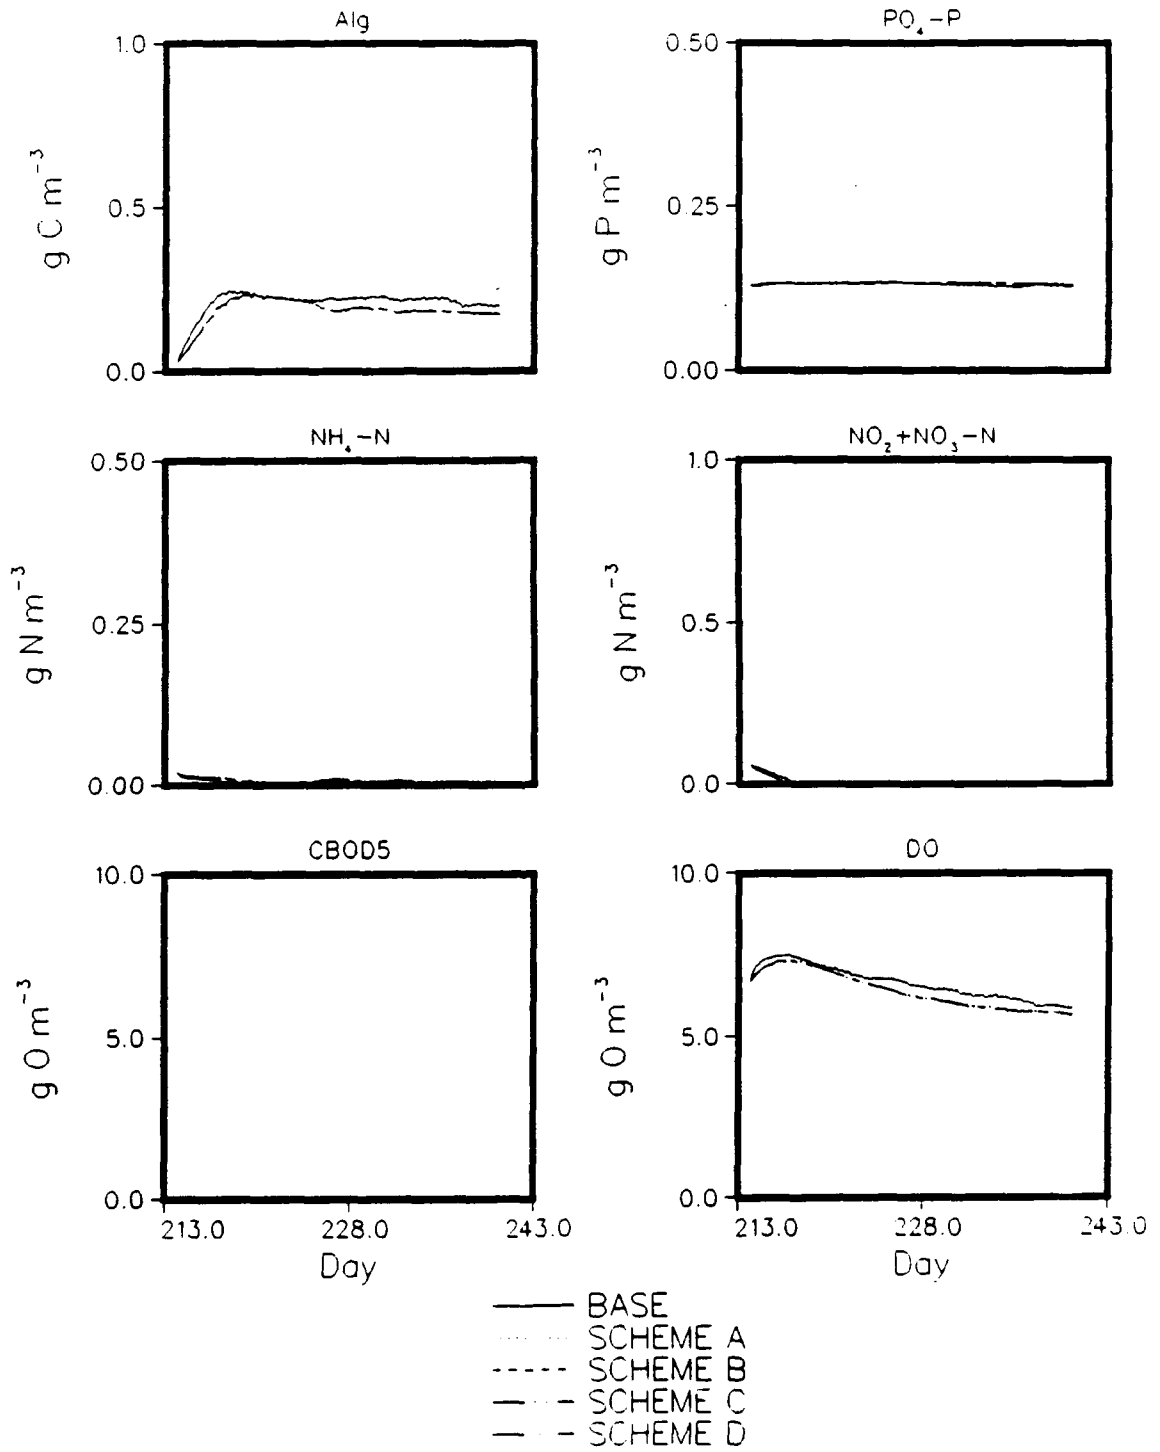 Alg
1.0
0.5
0.0
g C m⁻³
PO₄-P
0.50
0.25
0.00
g P m⁻³
NH₄-N
0.50
0.25
0.00
g N m⁻³
NO₂+NO₃-N
1.0
0.5
0.0
g N m⁻³
CBOD5
10.0
5.0
0.0
g O m⁻³
213.0 228.0 243.0
Day
DO
10.0
5.0
0.0
g O m⁻³
213.0 228.0 243.0
Day
BASE
SCHEME A
SCHEME B
SCHEME C
SCHEME D